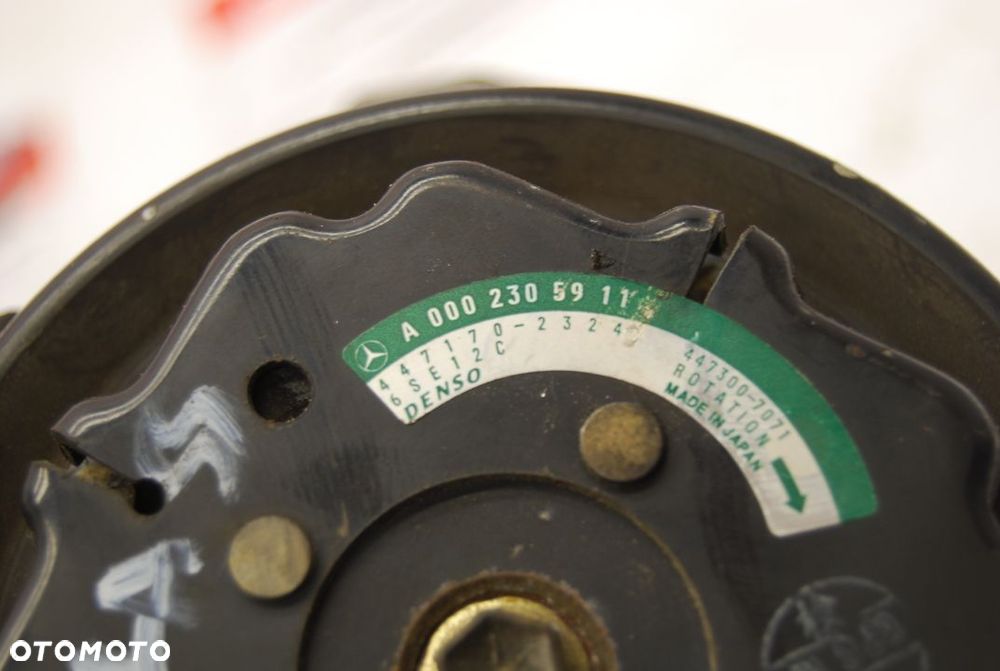 A 000 230 59 11
447170-2324
6SE12C
DENSO
447300-7071
ROTATION
MADE IN JAPAN
OTOMOTO